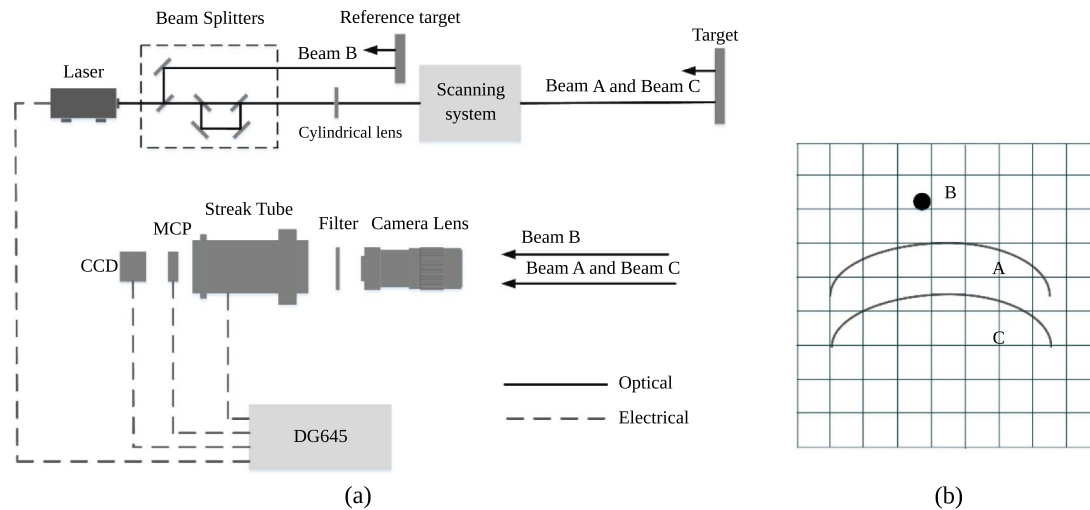 Beam Splitters
Reference target
Beam B
Target
Laser
Scanning
system
Beam A and Beam C
Cylindrical lens
Streak Tube
MCP
Filter
Camera Lens
CCD
Beam B
Beam A and Beam C
Optical
Electrical
DG645
(a)
B
A
C
(b)